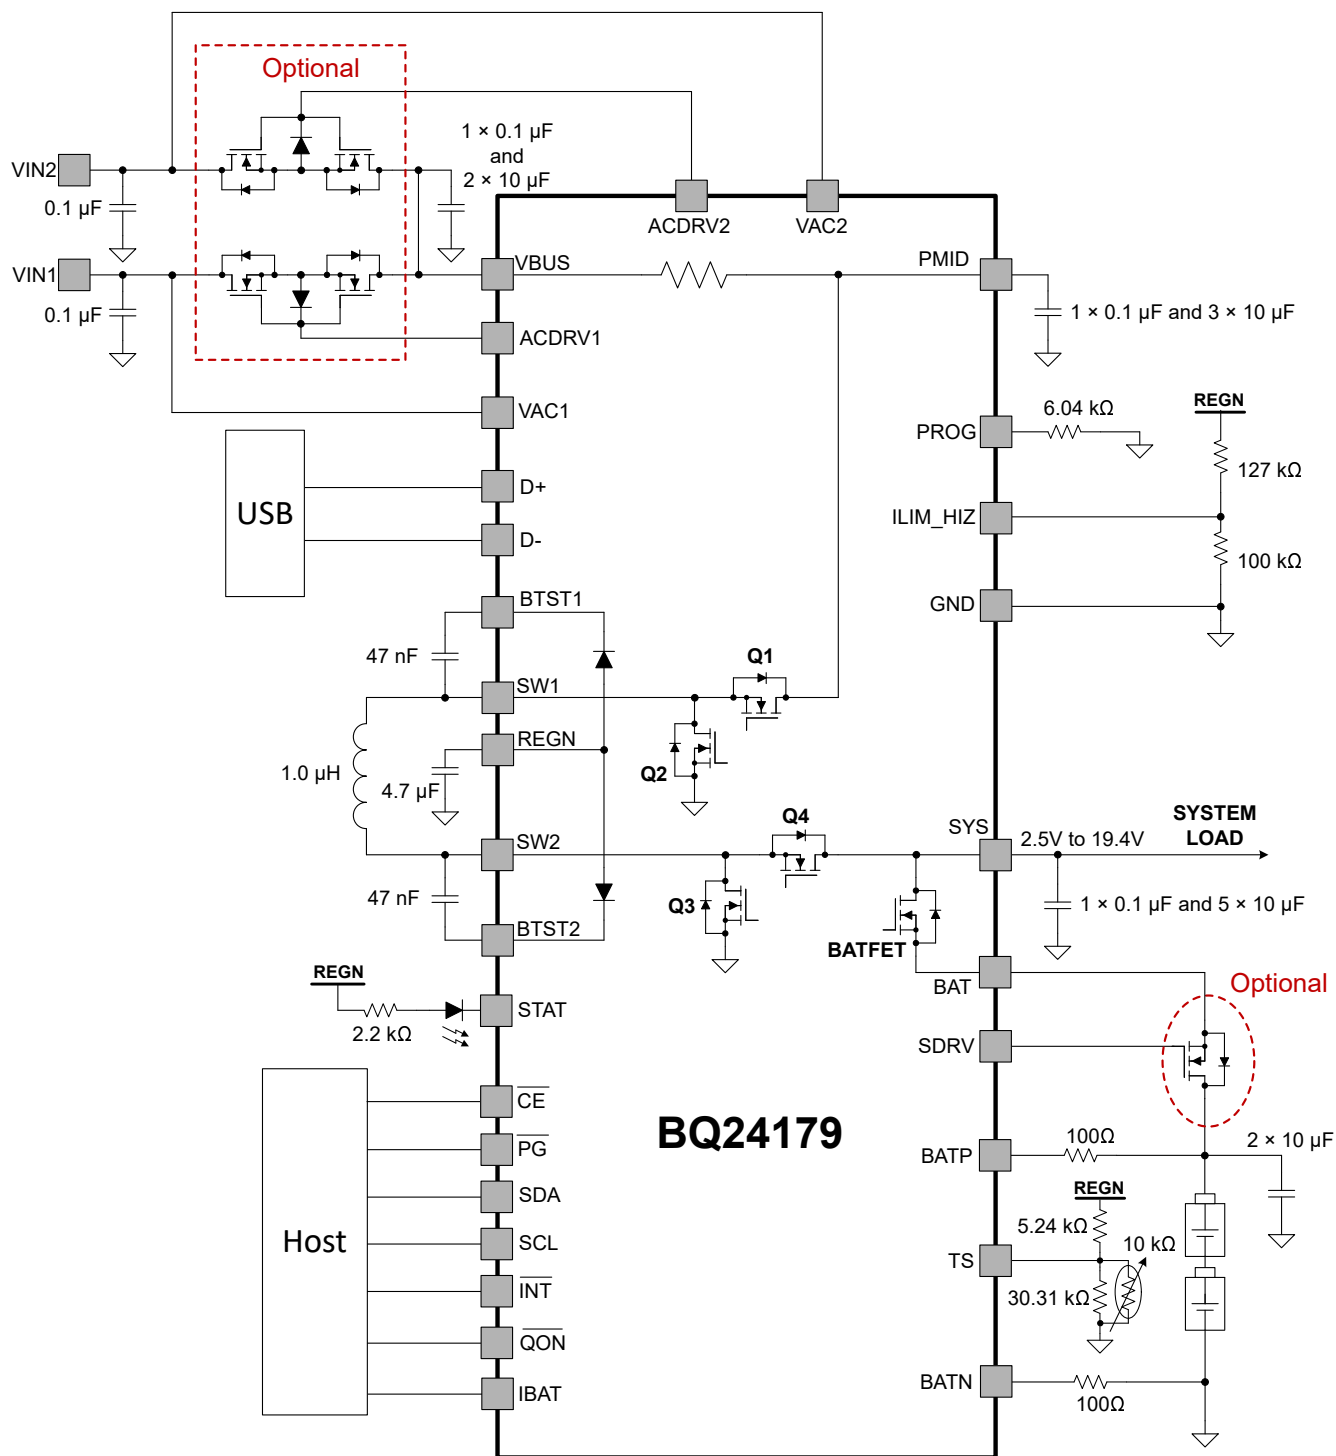 Optional
1 × 0.1 µF
and
2 × 10 µF
VIN2
0.1 µF
ACDRV2
VAC2
VIN1
0.1 µF
VBUS
PMID
1 × 0.1 µF and 3 × 10 µF
ACDRV1
VAC1
PROG
6.04 kΩ
REGN
127 kΩ
USB
D+
D-
ILIM_HIZ
100 kΩ
GND
BTST1
47 nF
SW1
Q1
REGN
Q2
1.0 µH
4.7 µF
SW2
Q4
SYS
2.5V to 19.4V
SYSTEM
LOAD
47 nF
Q3
1 × 0.1 µF and 5 × 10 µF
BTST2
BATFET
BAT
Optional
REGN
2.2 kΩ
STAT
SDRV
Host
CE
PG
SDA
SCL
INT
QON
IBAT
BQ24179
BATP
100Ω
2 × 10 µF
REGN
5.24 kΩ
10 kΩ
TS
30.31 kΩ
BATN
100Ω